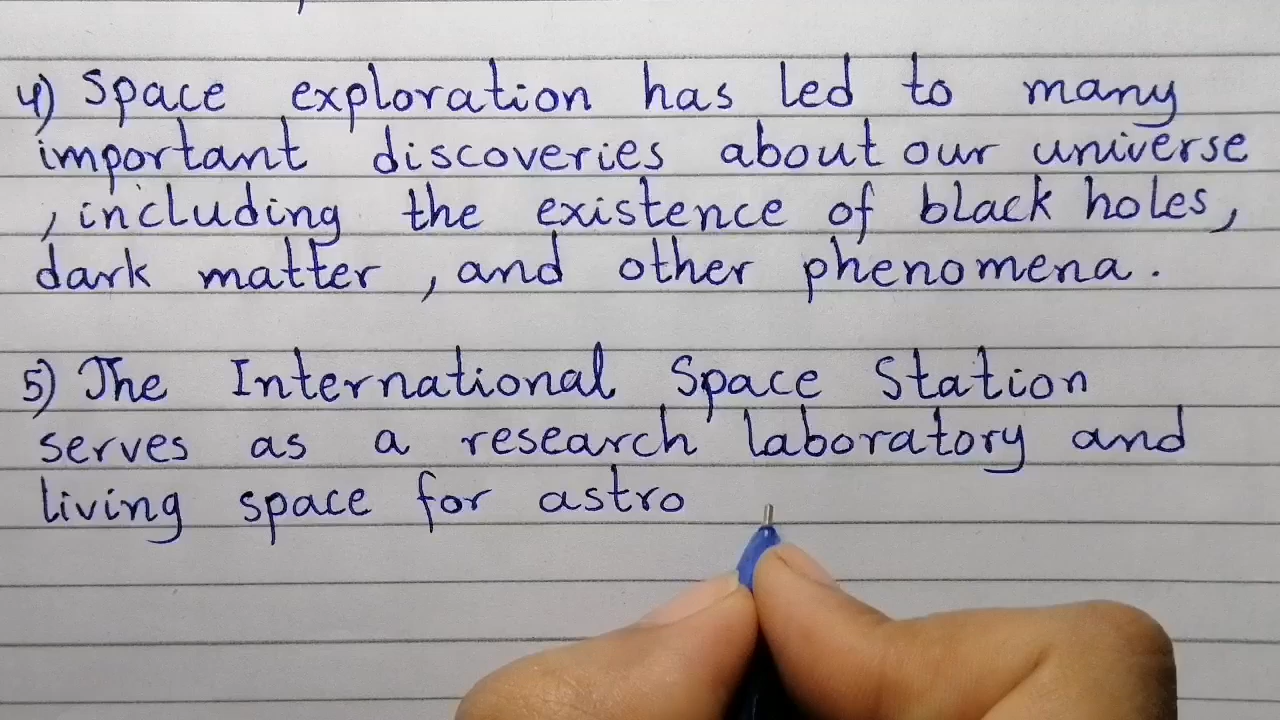 4) Space exploration has led to many
important discoveries about our universe
, including the existence of black holes,
dark matter , and other phenomena.
5) The International Space Station
serves as a research laboratory and
living space for astro